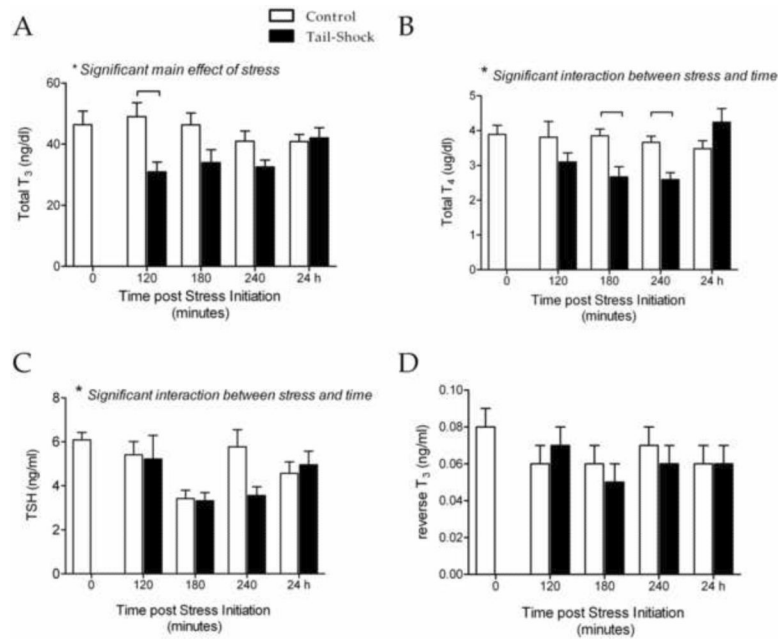 Control
Tail-Shock
A
* Significant main effect of stress
Total T3 (ng/dl)
60
40
20
0
0 120 180 240 24 h
Time post Stress Initiation
(minutes)
B
* Significant interaction between stress and time
Total T4 (ug/dl)
5
4
3
2
1
0
0 120 180 240 24 h
Time post Stress Initiation
(minutes)
C
* Significant interaction between stress and time
TSH (ng/ml)
8
6
4
2
0 120 180 240 24 h
Time post Stress Initiation
(minutes)
D
reverse T3 (ng/ml)
0.10
0.08
0.06
0.04
0.02
0.00
0 120 180 240 24 h
Time post Stress Initiation
(minutes)